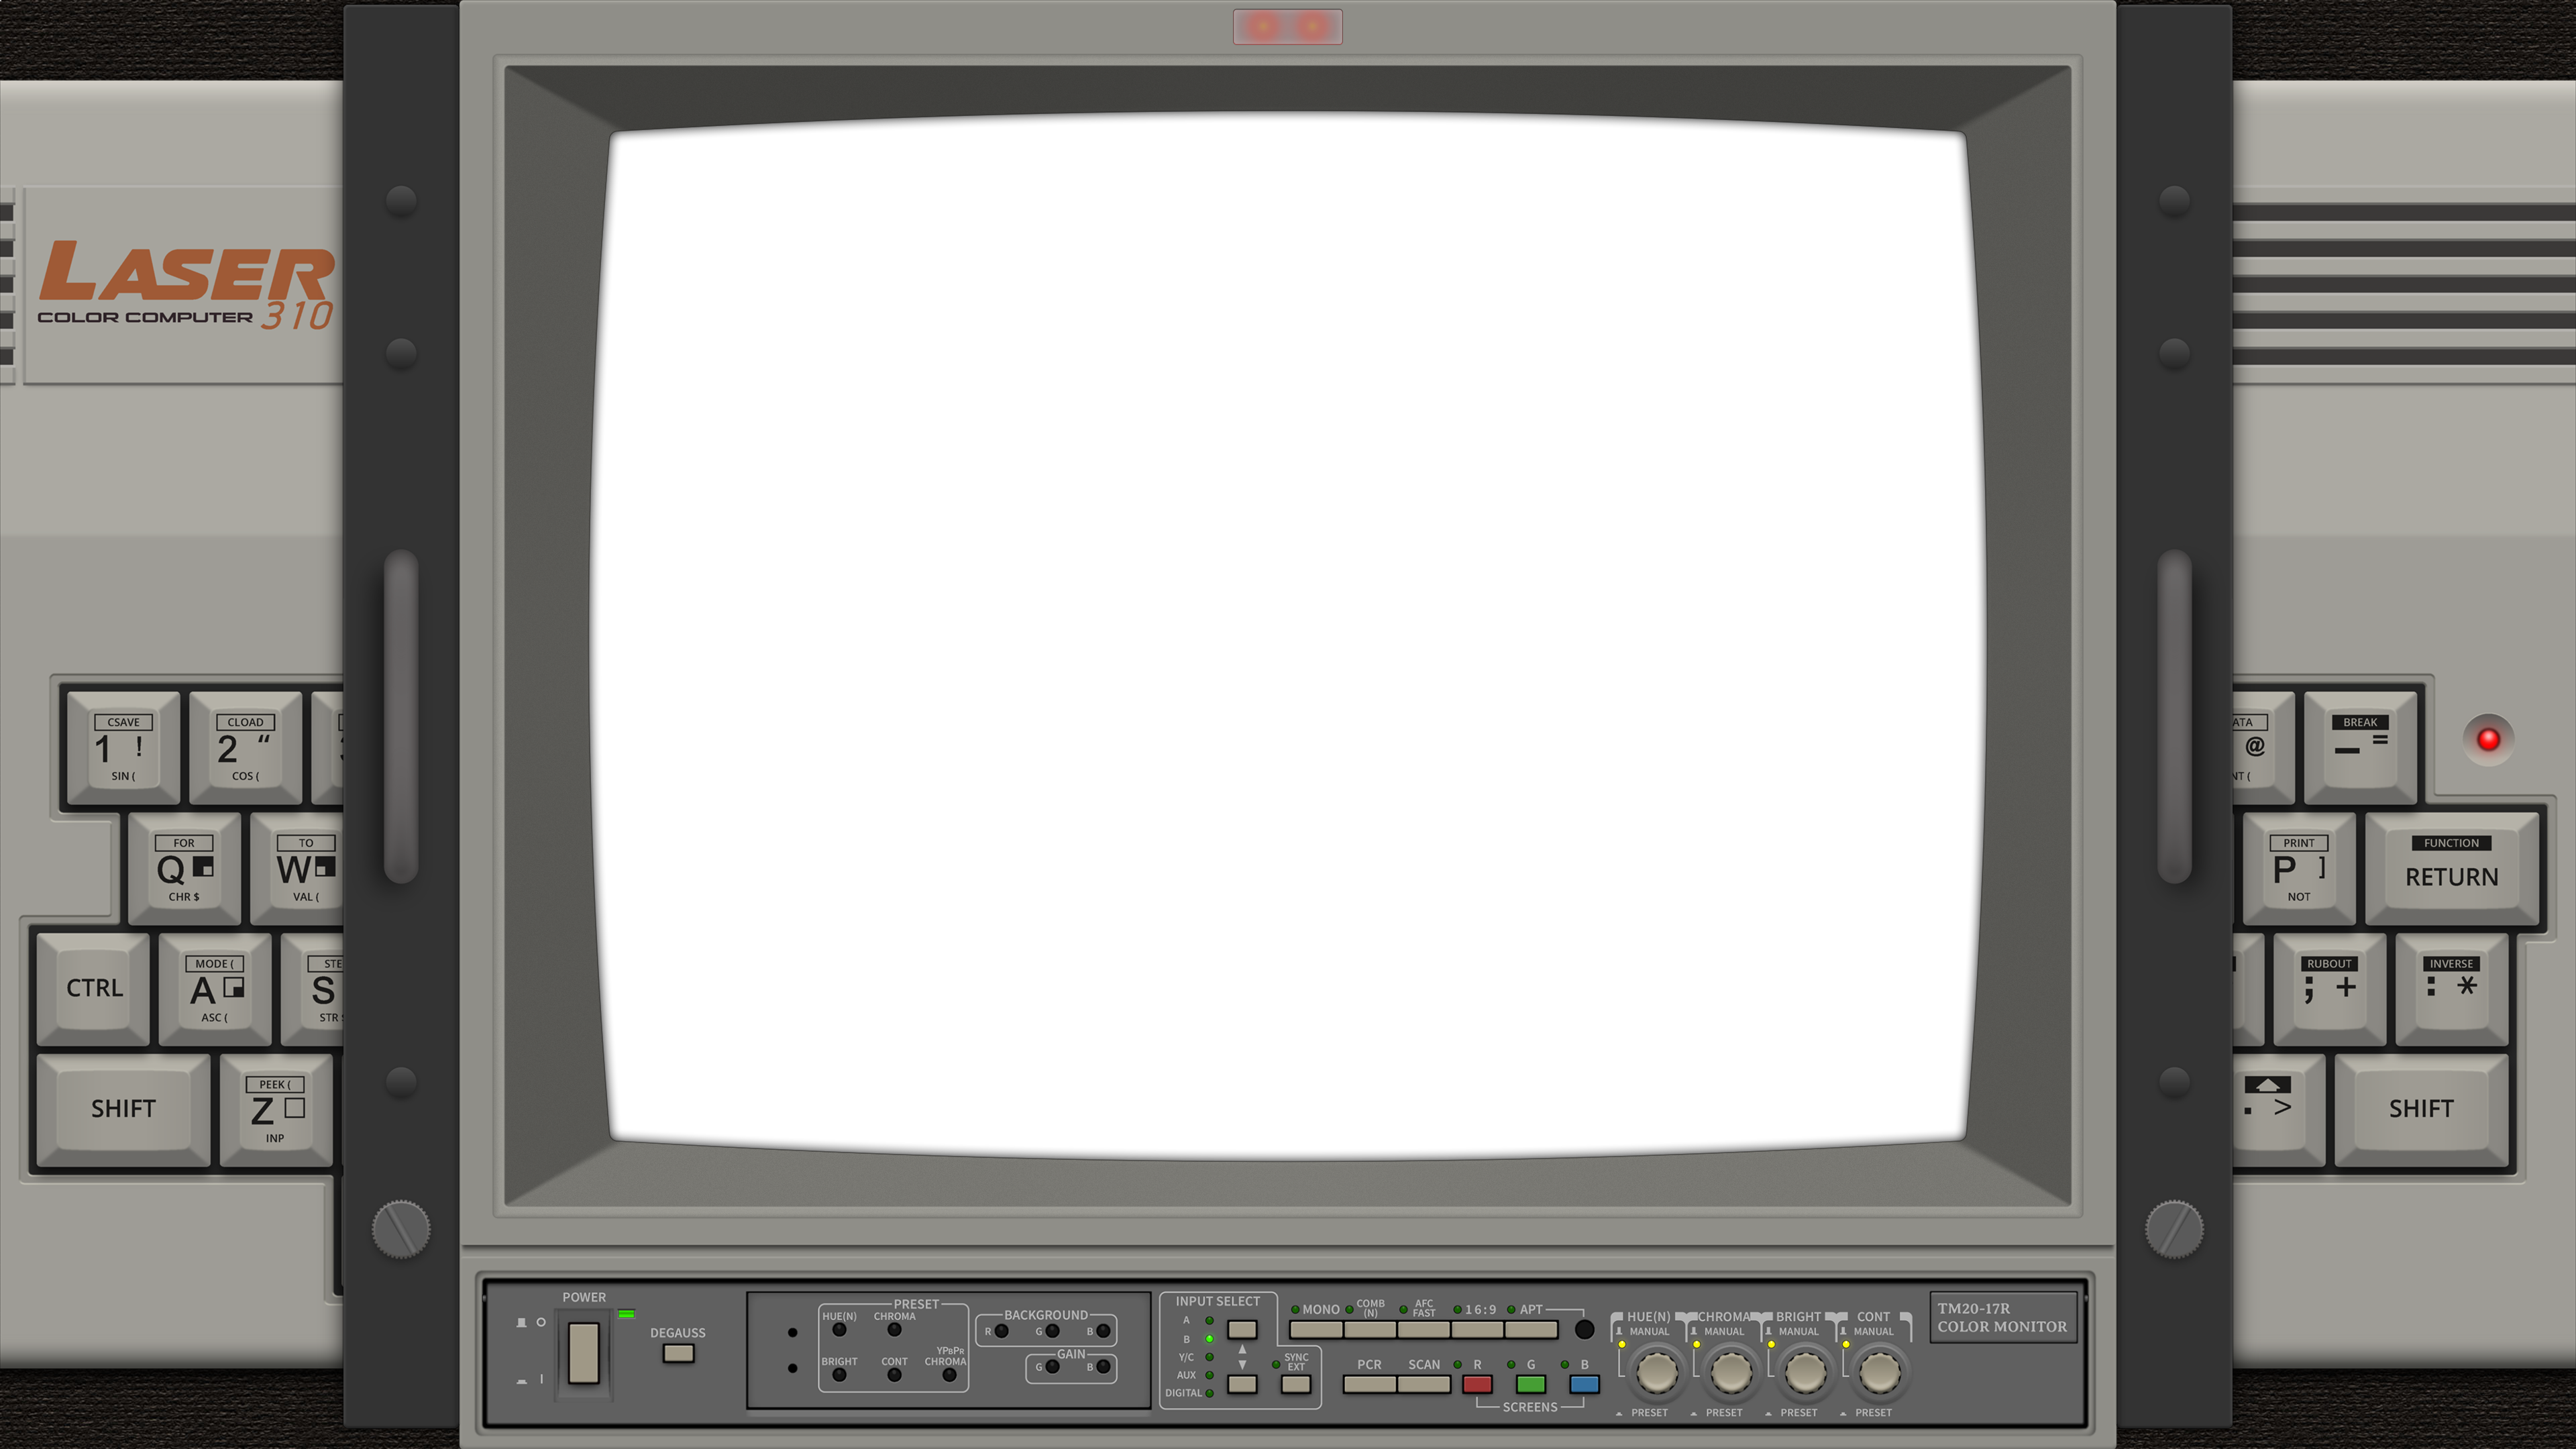 LASER
COLOR COMPUTER 310
CSAVE
1 !
SIN (
CLOAD
2 “
COS (
FOR
Q
CHR $
TO
W
VAL (
CTRL
MODE (
A
ASC (
S
STR
SHIFT
PEEK (
Z
INP
@
BREAK
— =
PRINT
P ]
NOT
FUNCTION
RETURN
RUBOUT
; +
INVERSE
: *
. >
SHIFT
POWER
O
I
DEGAUSS
PRESET
HUE(N) CHROMA
BRIGHT CONT YPBPR CHROMA
BACKGROUND
R G B
GAIN
G B
INPUT SELECT
A
B
Y/C
AUX
DIGITAL
SYNC
EXT
MONO
COMB
(N)
AFC
FAST
16:9
APT
PCR SCAN R G B
SCREENS
HUE(N) CHROMA BRIGHT CONT
MANUAL MANUAL MANUAL MANUAL
PRESET PRESET PRESET PRESET
TM20-17R
COLOR MONITOR